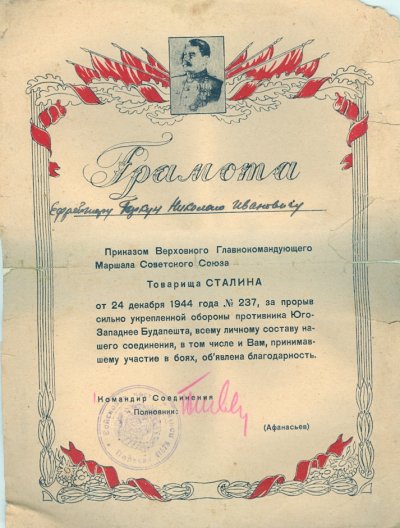 Грамота
Ефрейтору Николаю Ивановичу
Приказом Верховного Главнокомандующего
Маршала Советского Союза
Товарища СТАЛИНА
от 24 декабря 1944 года № 237, за прорыв
сильно укрепленной обороны противника Юго-
Западнее Будапешта, всему личному составу на-
шего соединения, в том числе и Вам, принимав-
шему участие в боях, об'явлена благодарность.
Командир Соединения
Полковник:
(Афанасьев)